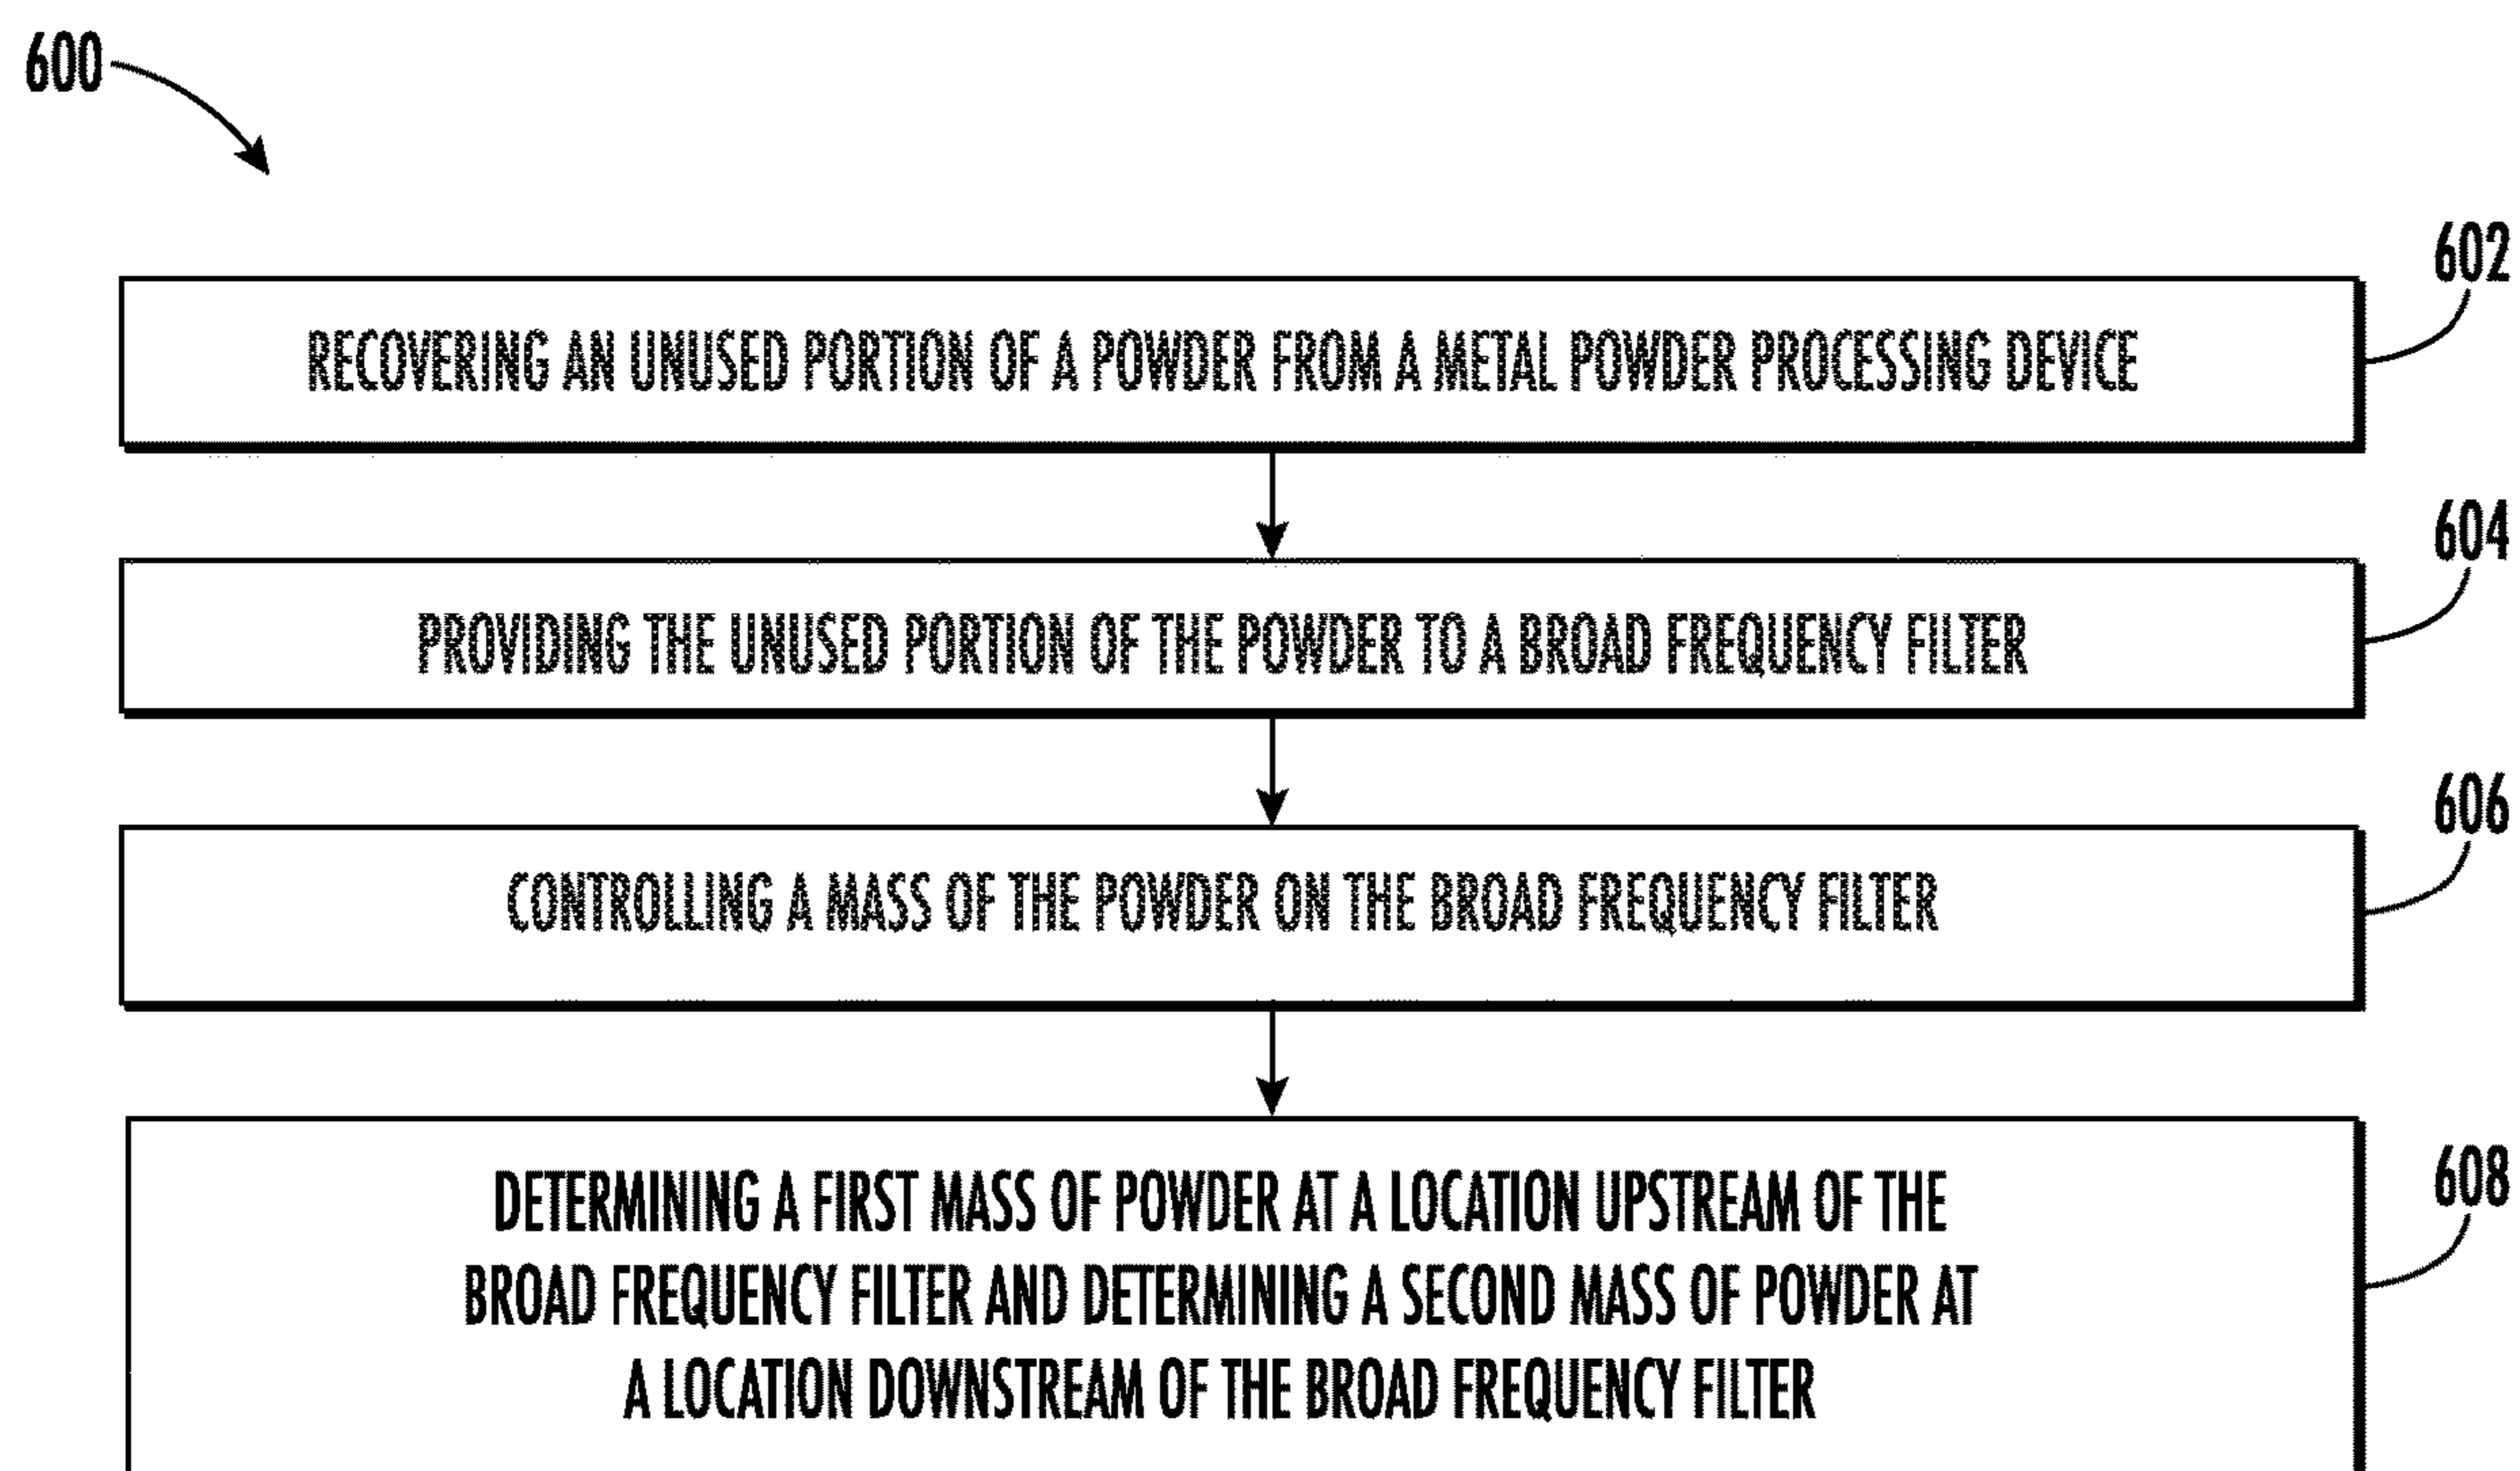 600
602
RECOVERING AN UNUSED PORTION OF A POWDER FROM A METAL POWDER PROCESSING DEVICE
604
PROVIDING THE UNUSED PORTION OF THE POWDER TO A BROAD FREQUENCY FILTER
606
CONTROLLING A MASS OF THE POWDER ON THE BROAD FREQUENCY FILTER
608
DETERMINING A FIRST MASS OF POWDER AT A LOCATION UPSTREAM OF THE
BROAD FREQUENCY FILTER AND DETERMINING A SECOND MASS OF POWDER AT
A LOCATION DOWNSTREAM OF THE BROAD FREQUENCY FILTER